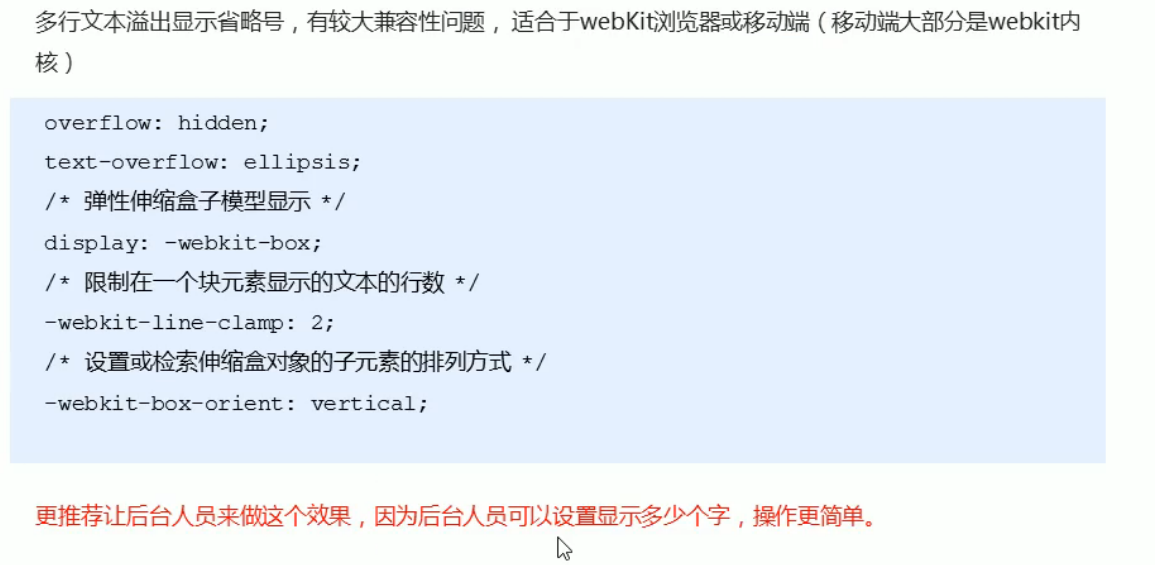 多行文本溢出显示省略号，有较大兼容性问题， 适合于webKit浏览器或移动端（移动端大部分是webkit内
核）
overflow: hidden;
text-overflow: ellipsis;
/* 弹性伸缩盒子模型显示 */
display: -webkit-box;
/* 限制在一个块元素显示的文本的行数 */
-webkit-line-clamp: 2;
/* 设置或检索伸缩盒对象的子元素的排列方式 */
-webkit-box-orient: vertical;
更推荐让后台人员来做这个效果，因为后台人员可以设置显示多少个字，操作更简单。